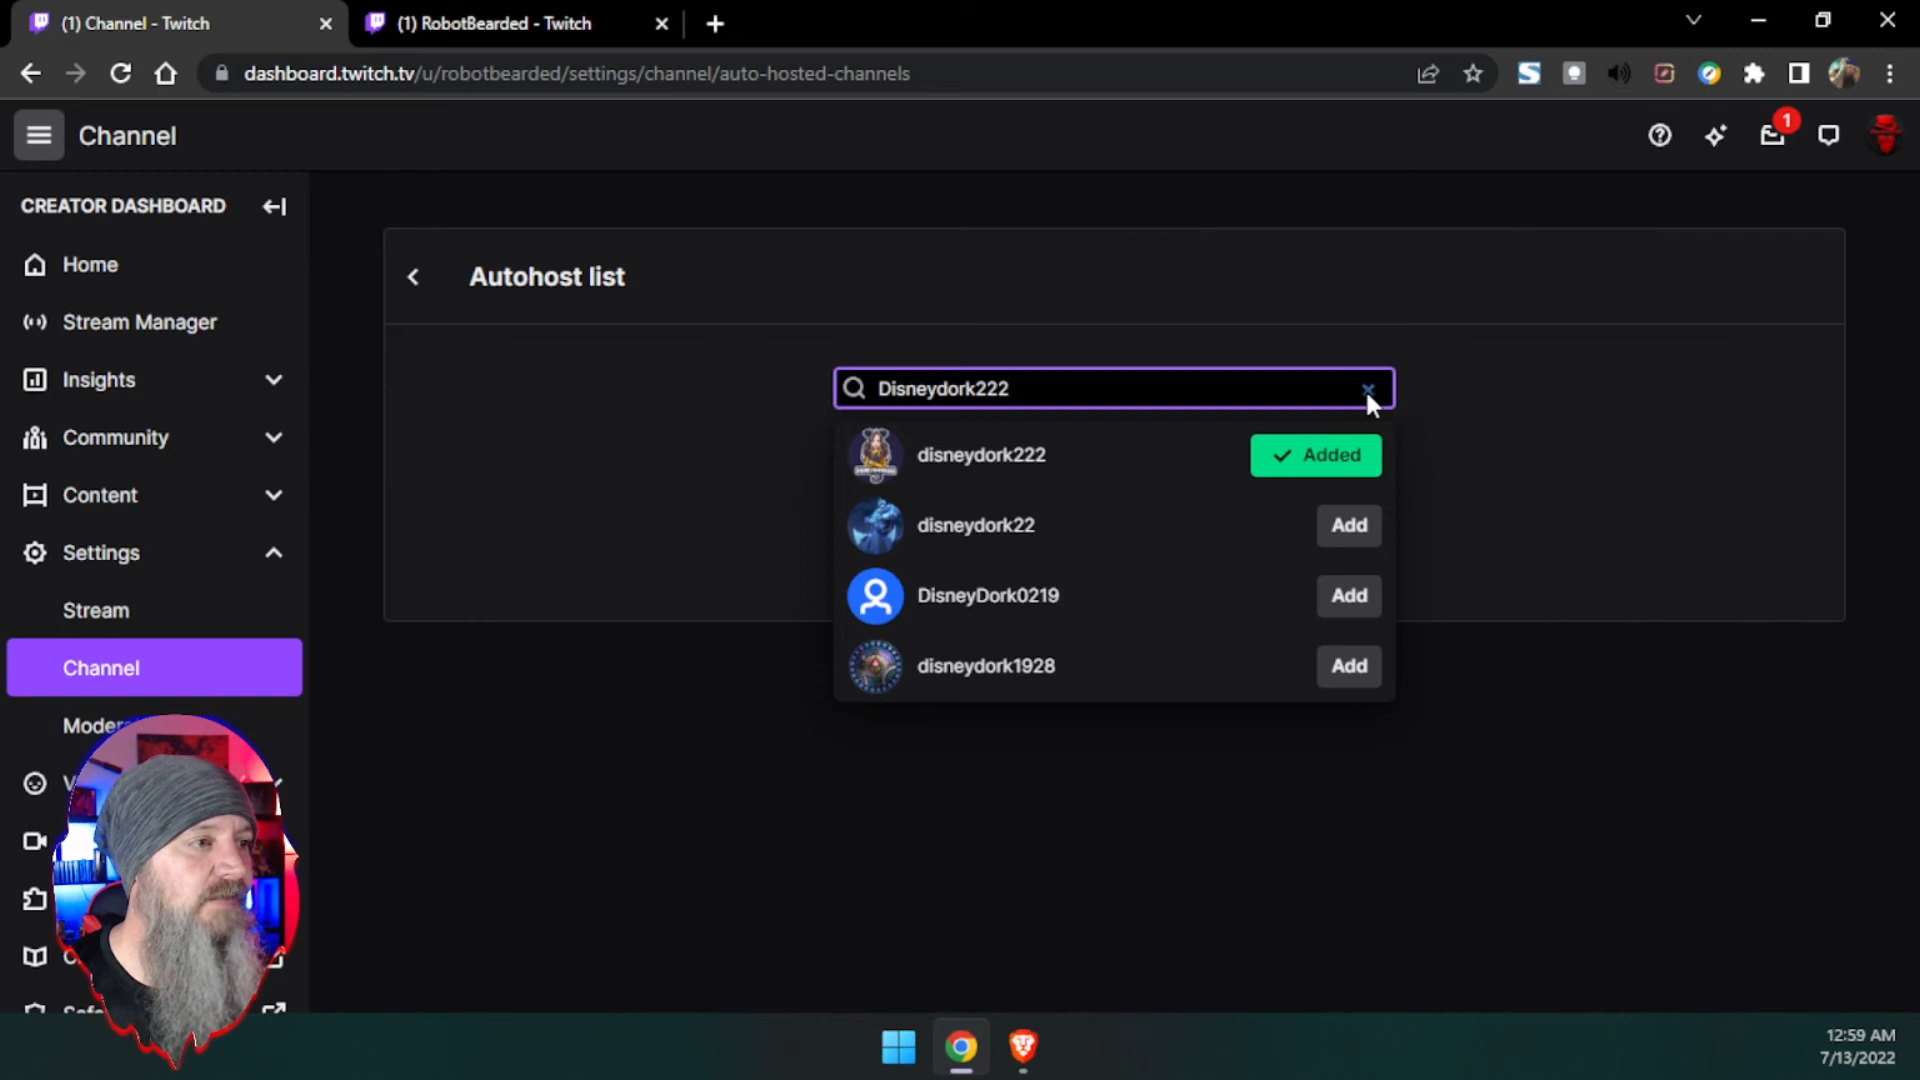 (1) Channel - Twitch
(1) RobotBearded - Twitch
dashboard.twitch.tv/u/robotbearded/settings/channel/auto-hosted-channels
Channel
1
CREATOR DASHBOARD
Home
Stream Manager
Insights
Community
Content
Settings
Stream
Channel
Autohost list
Disneydork222
disneydork222
Added
disneydork22
Add
DisneyDork0219
Add
disneydork1928
Add
12:59 AM
7/13/2022